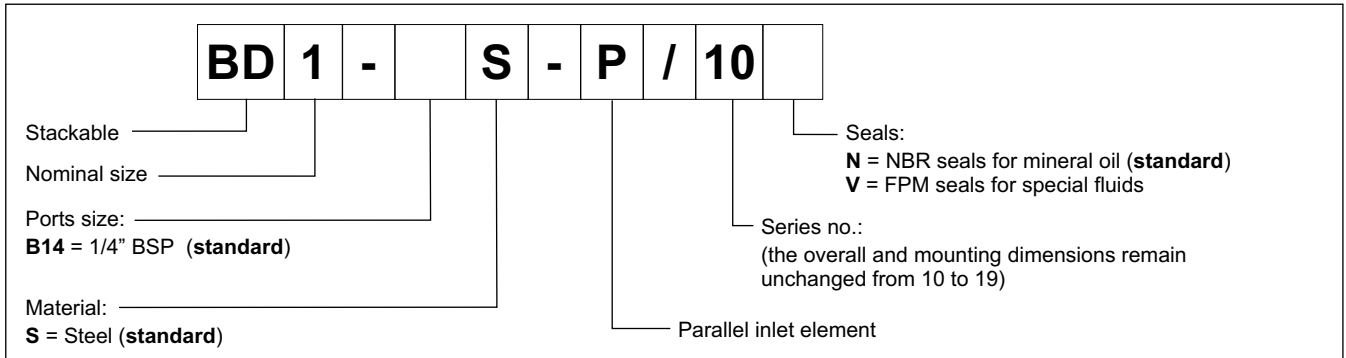 BD 1 - S - P / 10
Stackable
Nominal size
Ports size:
B14 = 1/4” BSP (standard)
Material:
S = Steel (standard)
Seals:
N = NBR seals for mineral oil (standard)
V = FPM seals for special fluids
Series no.:
(the overall and mounting dimensions remain
unchanged from 10 to 19)
Parallel inlet element